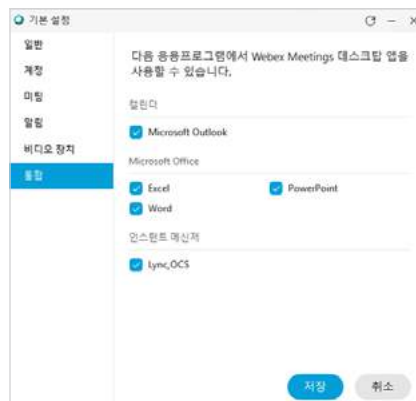 기본 설정
일반
계정
미팅
알림
비디오 장치
통합
다음 응용프로그램에서 Webex Meetings 데스크탑 앱을
사용할 수 있습니다.
캘린더
Microsoft Outlook
Microsoft Office
Excel
PowerPoint
Word
인스턴트 메신저
Lync,OCS
저장
취소